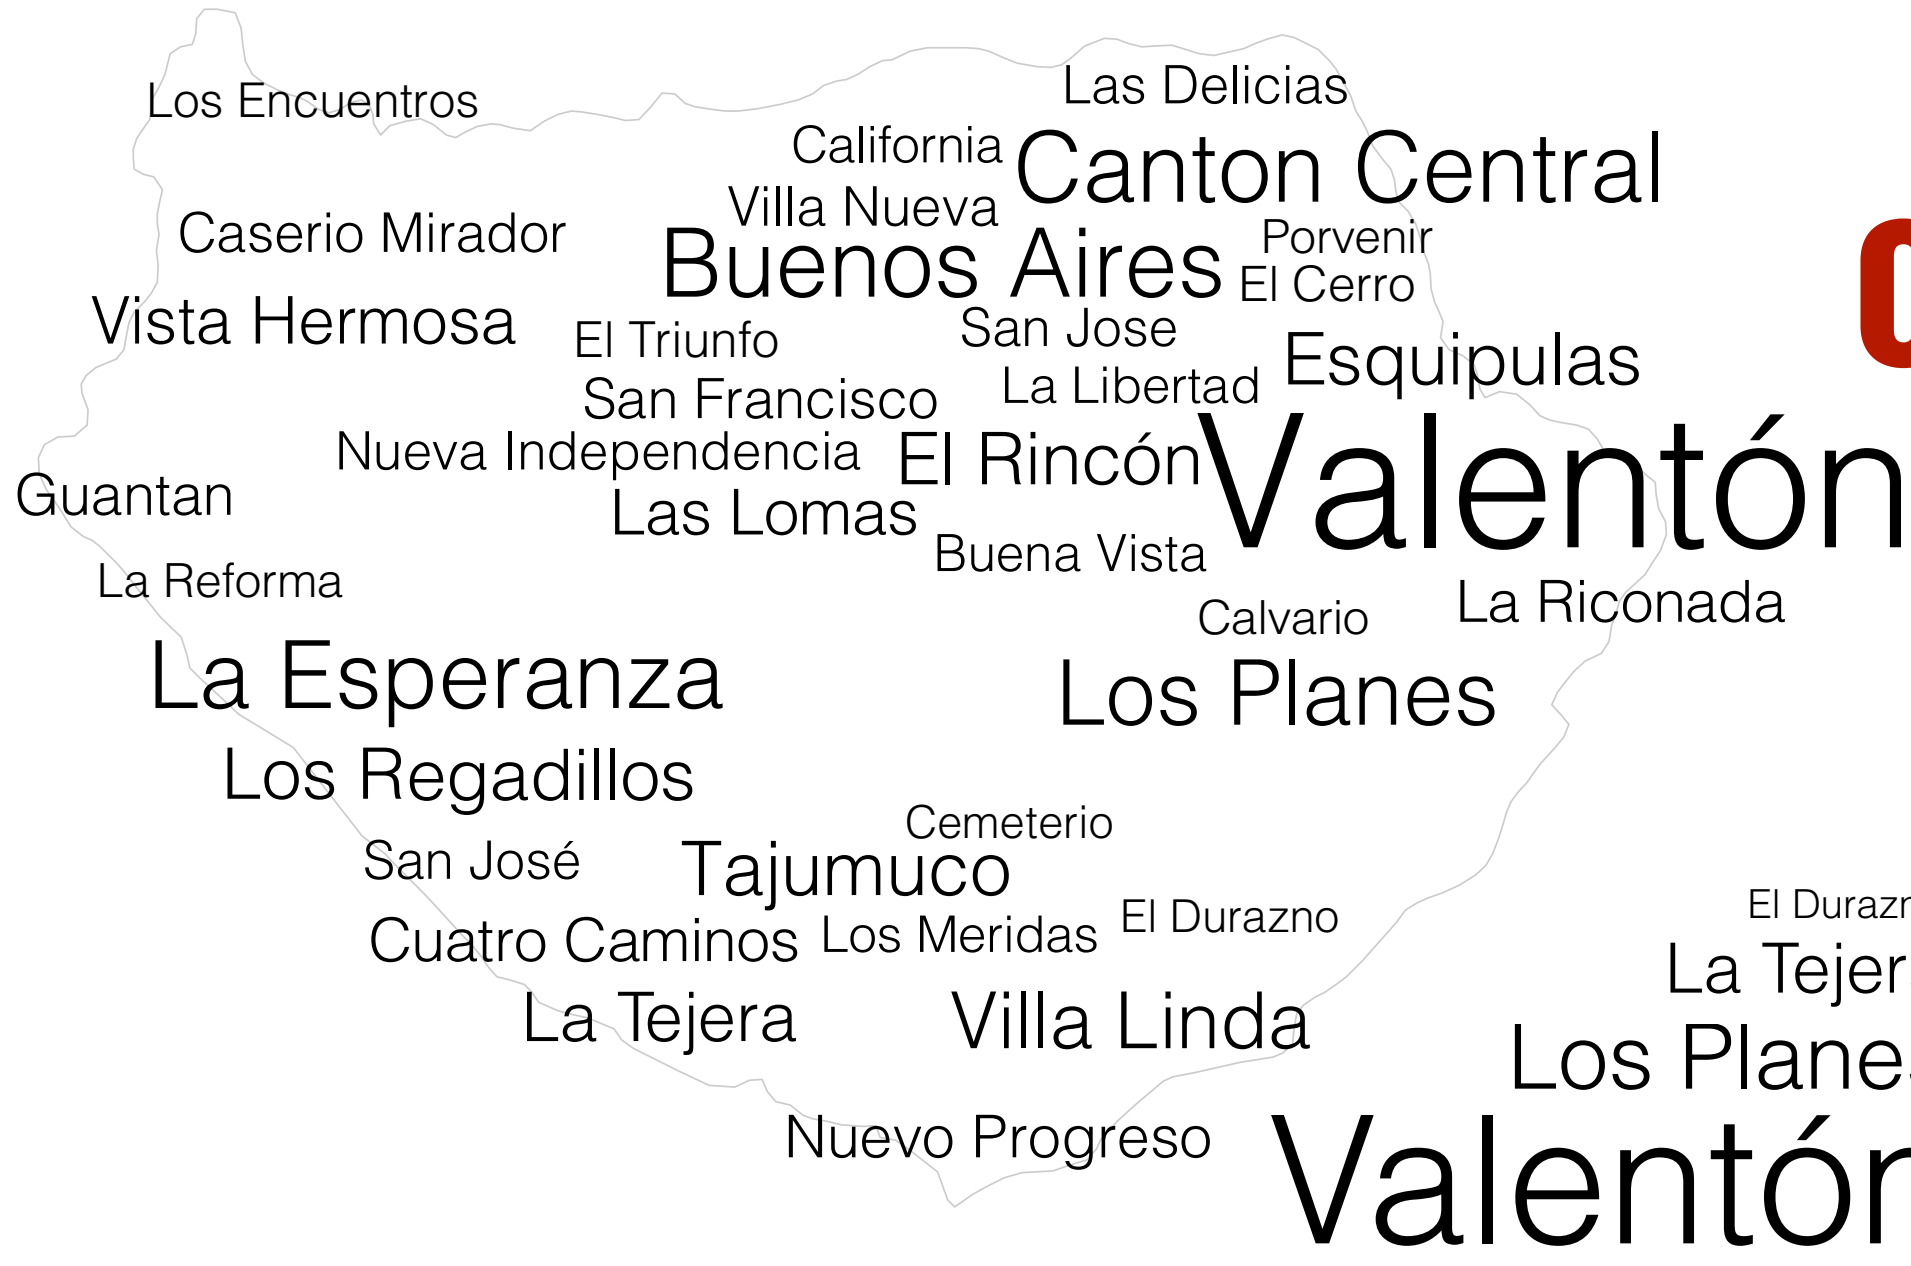 Los Encuentros
Las Delicias
California
Canton Central
Villa Nueva
Caserio Mirador
Buenos Aires
Porvenir
El Cerro
Vista Hermosa
El Triunfo
San Jose
Esquipulas
San Francisco
La Libertad
Nueva Independencia
El Rincón
Valentón
Guantan
Las Lomas
Buena Vista
La Reforma
Calvario
La Riconada
La Esperanza
Los Planes
Los Regadillos
Cemeterio
San José
Tajumuco
El Durazno
El Durazn
Cuatro Caminos
Los Meridas
La Tejer
La Tejera
Villa Linda
Los Planes
Nuevo Progreso
Valentón